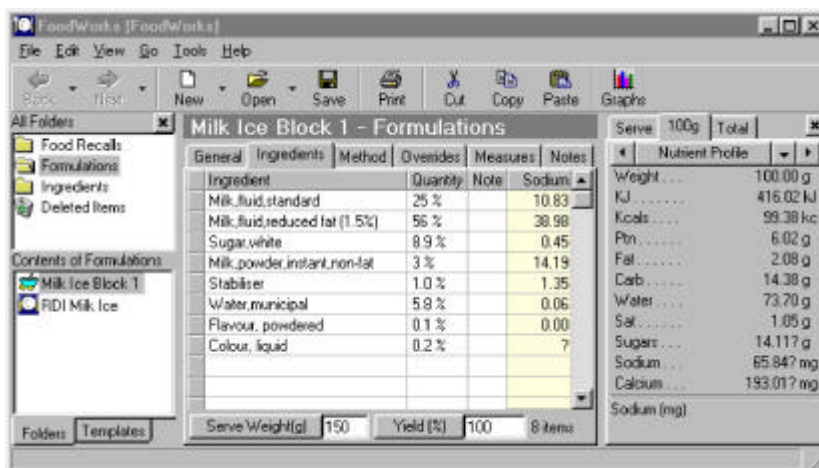 FoodWorks [FoodWorks]
File Edit View Go Tools Help
Back Next New Open Save Print Cut Copy Paste Graphs
All Folders
Food Recalls
Formulations
Ingredients
Deleted Items
Contents of Formulations
Milk Ice Block 1
RDI Milk Ice
Folders Templates
Milk Ice Block 1 - Formulations
General Ingredients Method Overrides Measures Notes
Ingredient Quantity Note Sodium
Milk,fluid,standard 25 % 10.83
Milk,fluid,reduced fat (1.5%) 56 % 38.98
Sugar,white 8.9 % 0.45
Milk,powder,instant,non-fat 3 % 14.19
Stabiliser 1.0 % 1.35
Water,municipal 5.8 % 0.06
Flavour, powdered 0.1 % 0.00
Colour, liquid 0.2 % ?
Serve Weight(g) 150 Yield (%) 100 8 items
Serve 100g Total
Nutrient Profile
Weight . . . 100.00 g
KJ . . . . . . . 416.02 kJ
Kcals . . . . 99.38 kc
Ptn . . . . . . 6.02 g
Fat . . . . . . 2.08 g
Carb . . . . . 14.38 g
Water . . . . 73.70 g
Sat . . . . . . 1.05 g
Sugars . . . 14.11? g
Sodium . . . 65.84? mg
Calcium . . . 193.01? mg
Sodium (mg)